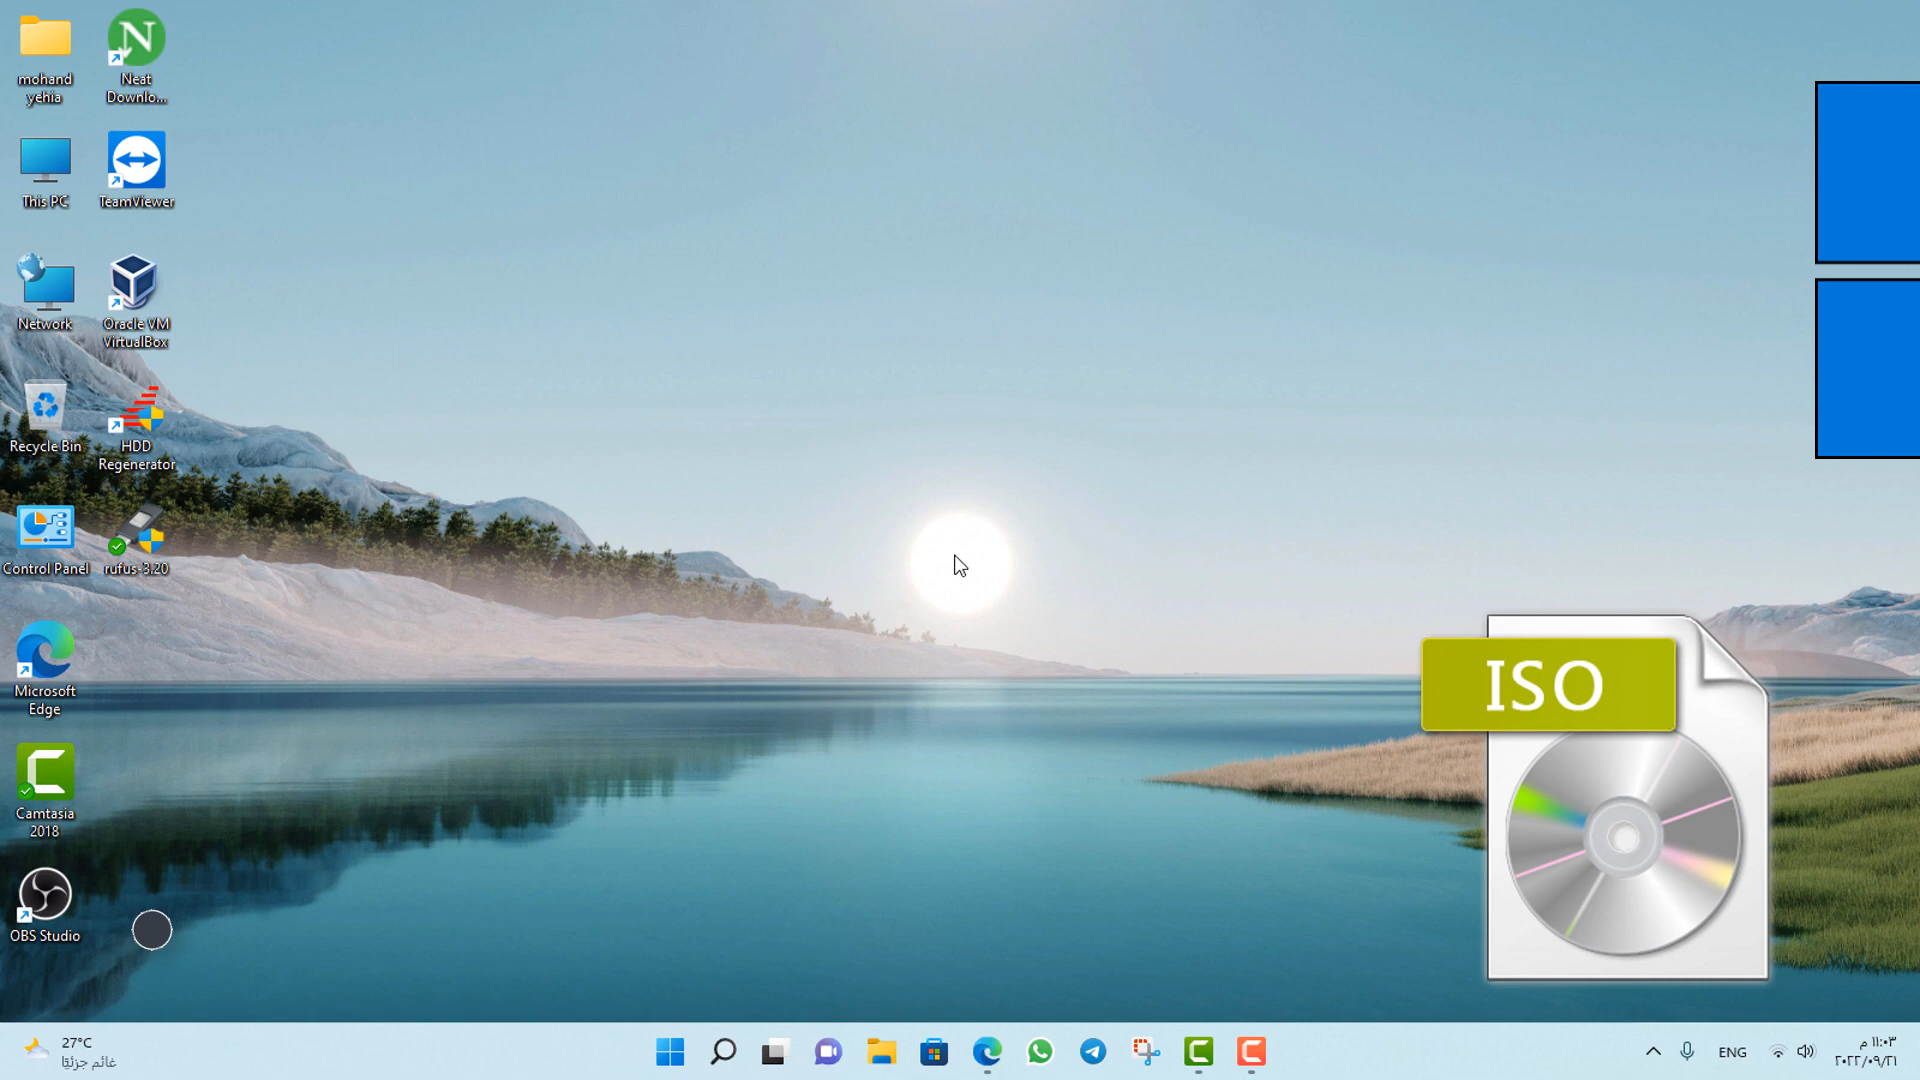 mohand
yehia
Neat
Downlo...
This PC
TeamViewer
Network
Oracle VM
VirtualBox
Recycle Bin
HDD
Regenerator
Control Panel
rufus-3.20
Microsoft
Edge
Camtasia
2018
OBS Studio
ISO
27°C
غائم جزئيًا
ENG
١١:٠٣ م
٢٠٢٢/٠٩/٢١